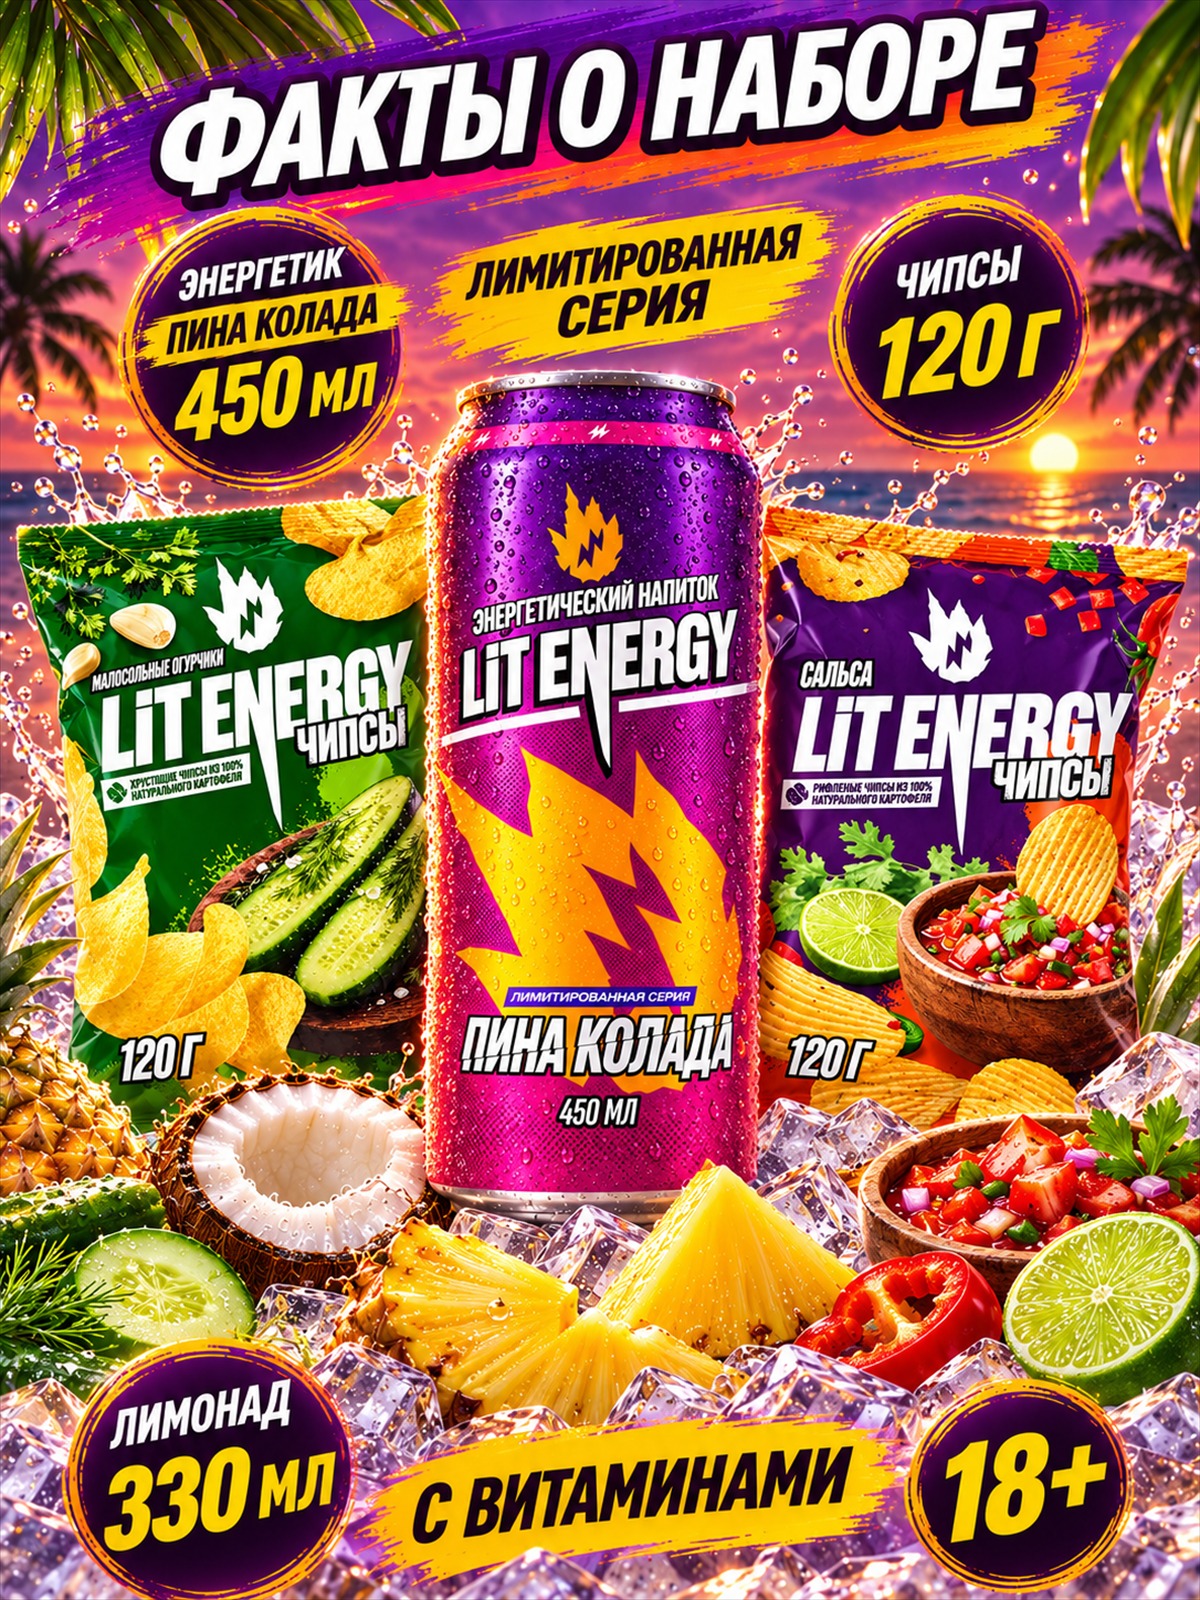 ФАКТЫ О НАБОРЕ
ЭНЕРГЕТИК
ПИНА КОЛАДА
450 МЛ
ЛИМИТИРОВАННАЯ
СЕРИЯ
ЧИПСЫ
120 Г
МАЛОСОЛЬНЫЕ ОГУРЧИКИ
LiT ENERGY
ЧИПСЫ
ХРУСТЯЩИЕ ЧИПСЫ ИЗ 100%
НАТУРАЛЬНОГО КАРТОФЕЛЯ
120 Г
ЭНЕРГЕТИЧЕСКИЙ НАПИТОК
LiT ENERGY
ЛИМИТИРОВАННАЯ СЕРИЯ
ПИНА КОЛАДА
450 МЛ
САЛЬСА
LiT ENERGY
ЧИПСЫ
РИФЛЕНЫЕ ЧИПСЫ ИЗ 100%
НАТУРАЛЬНОГО КАРТОФЕЛЯ
120 Г
ЛИМОНАД
330 МЛ
С ВИТАМИНАМИ
18+